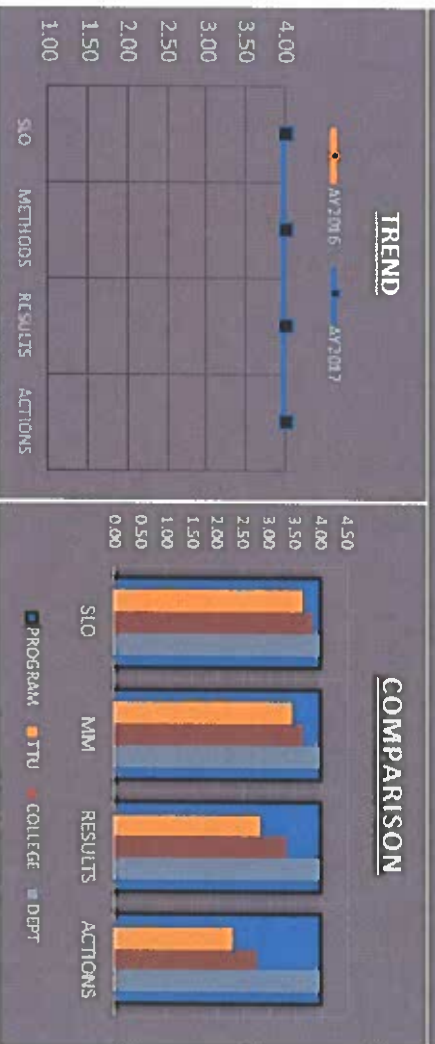 TREND
AY2016 AY2017
4.00
3.50
3.00
2.50
2.00
1.50
1.00
SLO METHODS RESULTS ACTIONS
COMPARISON
4.50
4.00
3.50
3.00
2.50
2.00
1.50
1.00
0.50
0.00
SLO MM RESULTS ACTIONS
PROGRAM TTU COLLEGE DEPT